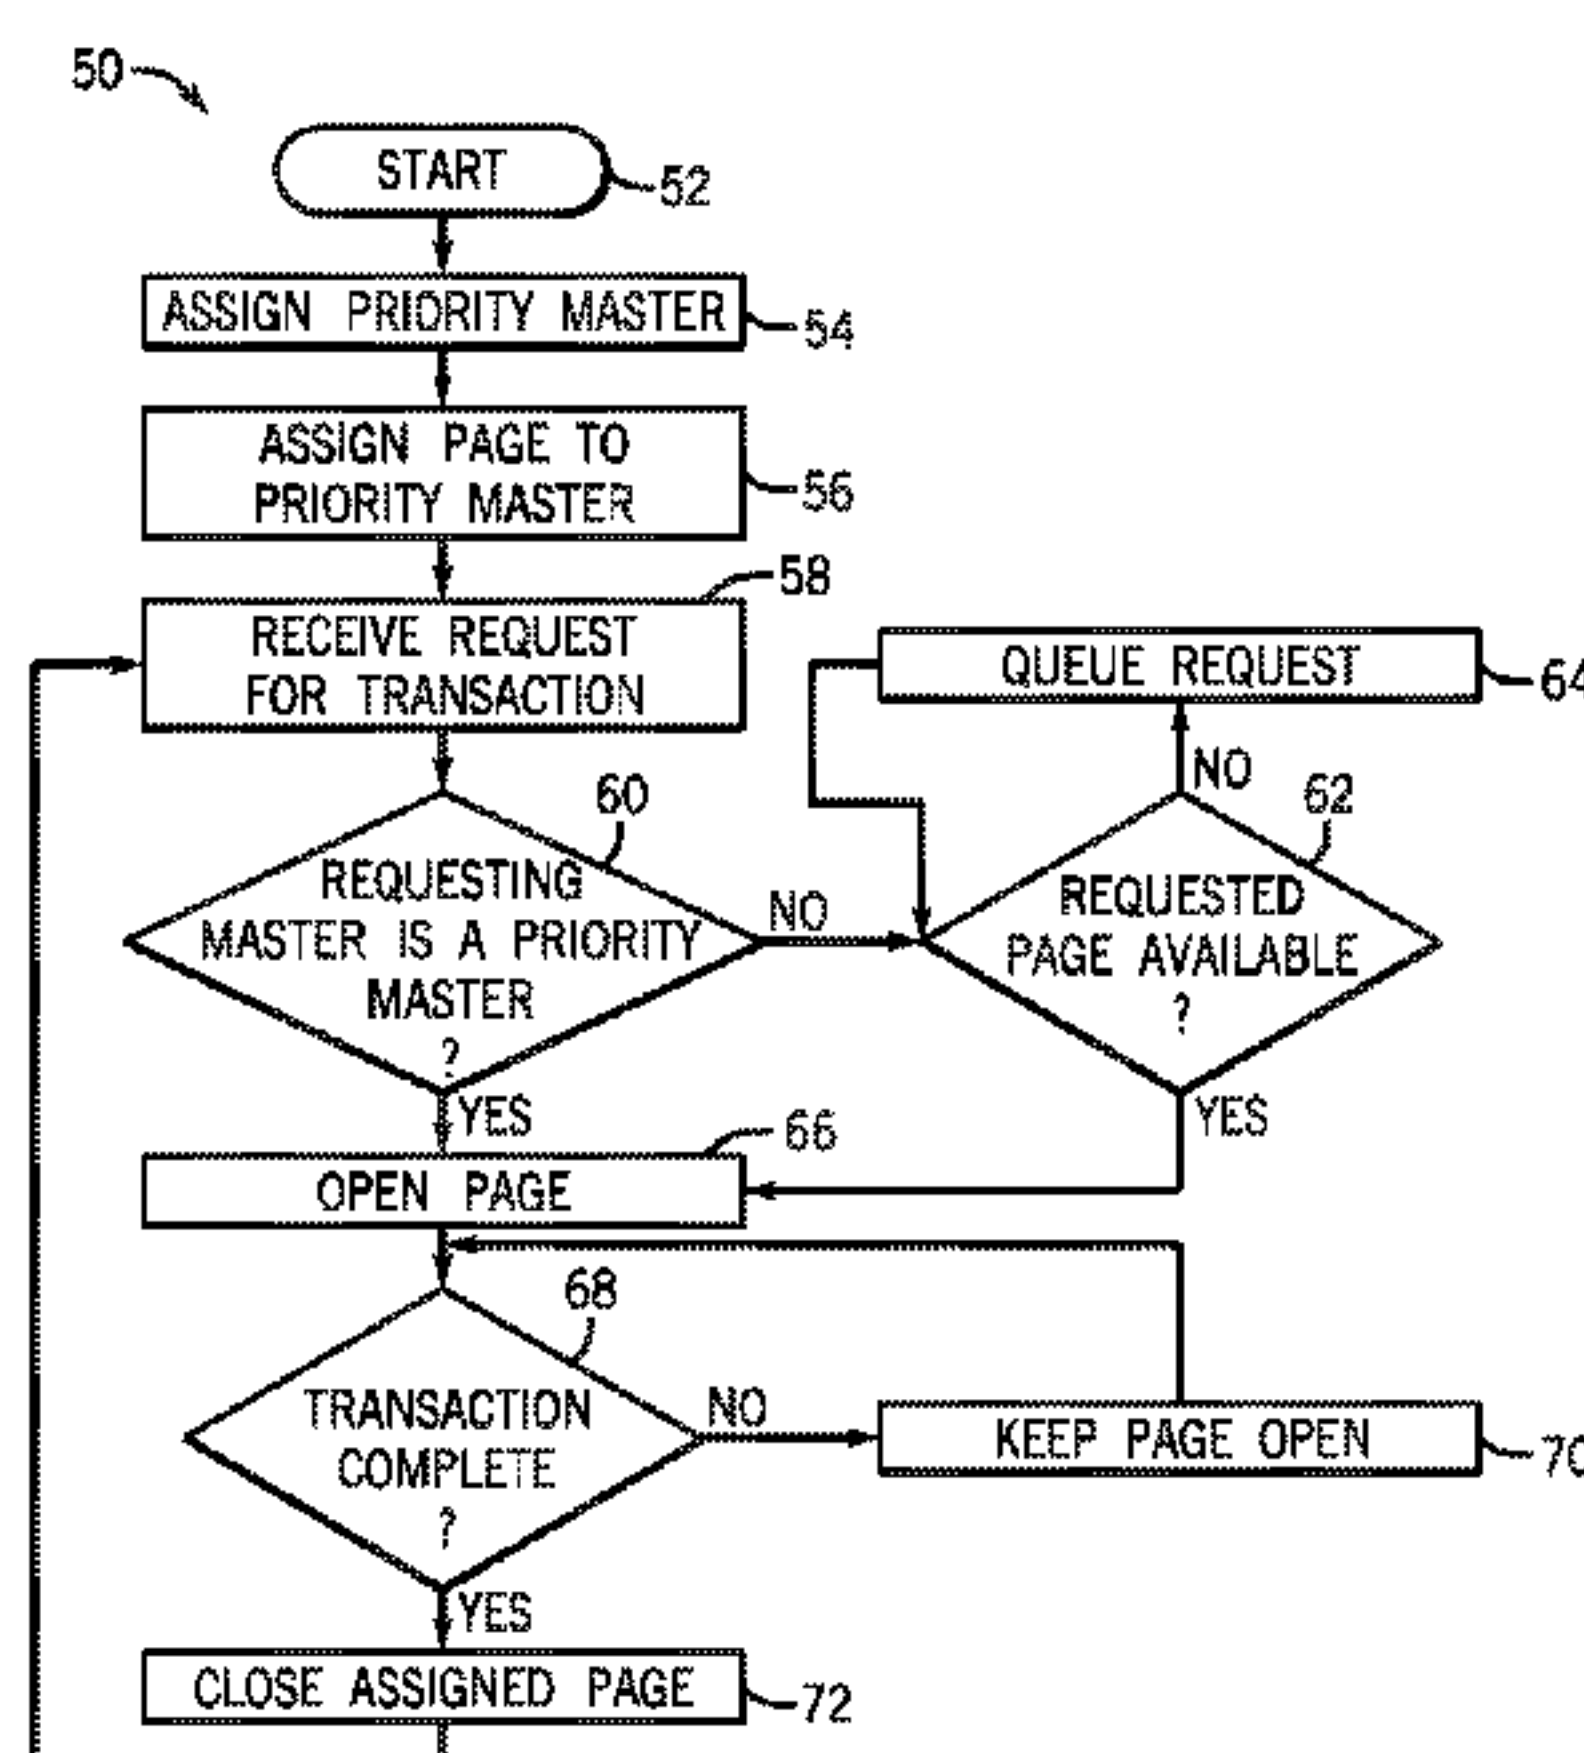 50
START
52
ASSIGN PRIORITY MASTER
54
ASSIGN PAGE TO
PRIORITY MASTER
56
58
RECEIVE REQUEST
FOR TRANSACTION
QUEUE REQUEST
64
NO
60
62
REQUESTING
MASTER IS A PRIORITY
MASTER
?
NO
REQUESTED
PAGE AVAILABLE
?
YES
YES
66
OPEN PAGE
68
TRANSACTION
COMPLETE
?
NO
KEEP PAGE OPEN
70
YES
CLOSE ASSIGNED PAGE
72